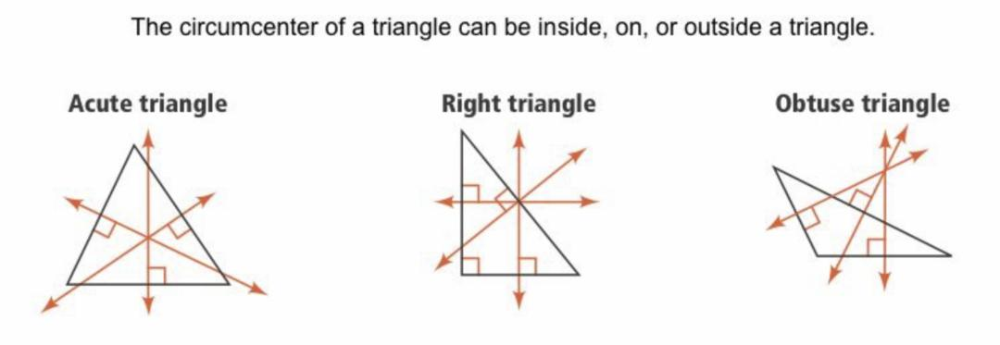 The circumcenter of a triangle can be inside, on, or outside a triangle.
Acute triangle
Right triangle
Obtuse triangle